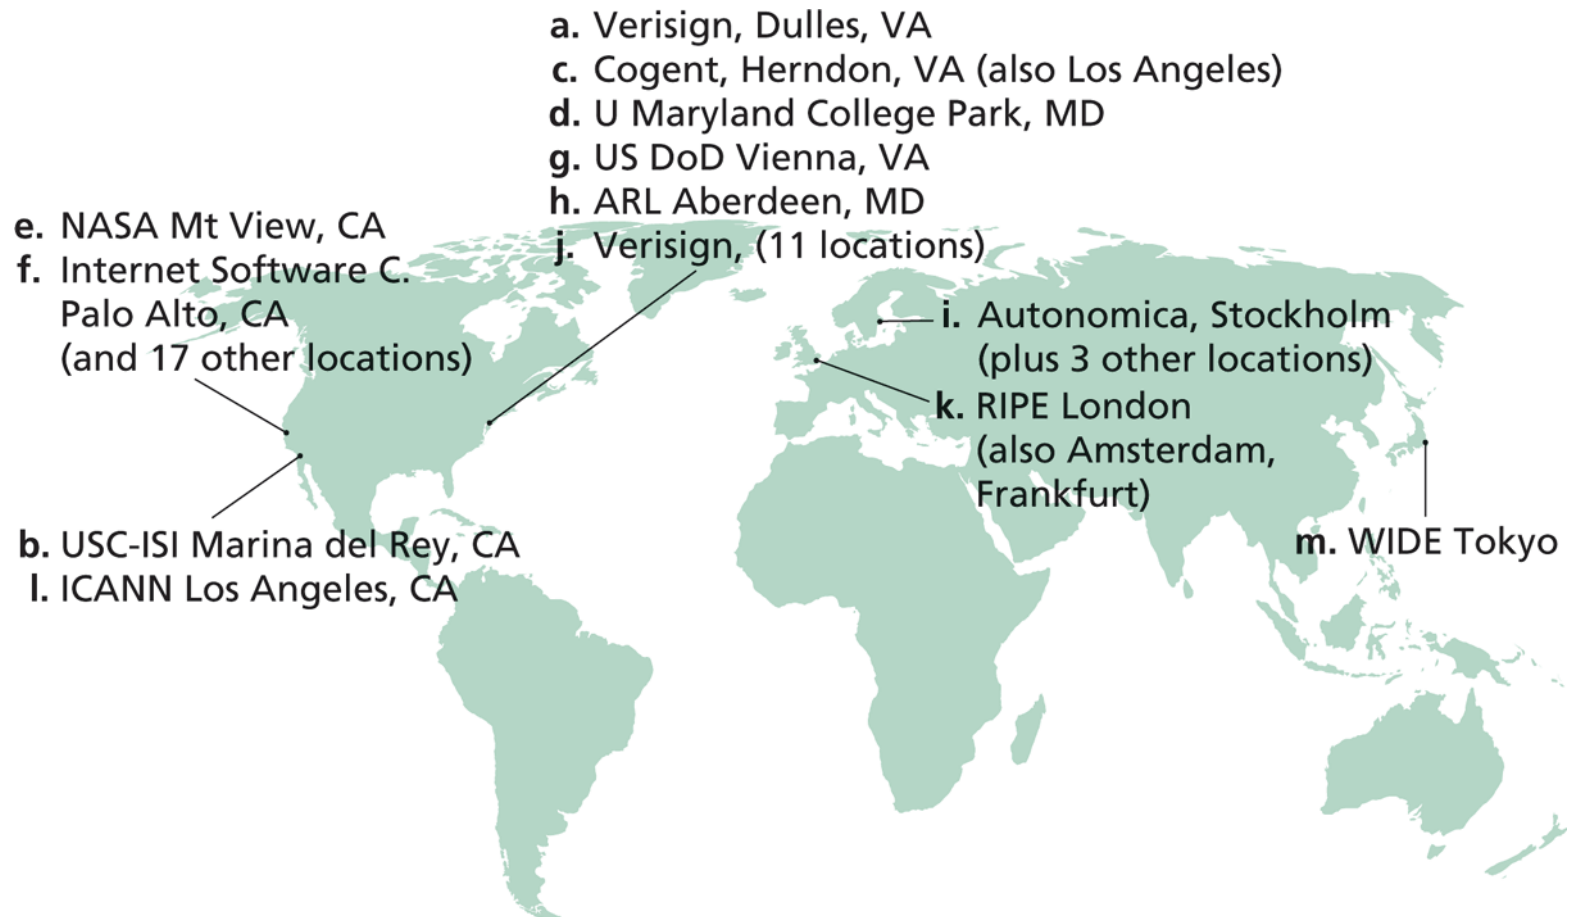 a. Verisign, Dulles, VA
c. Cogent, Herndon, VA (also Los Angeles)
d. U Maryland College Park, MD
g. US DoD Vienna, VA
h. ARL Aberdeen, MD
j. Verisign, (11 locations)
e. NASA Mt View, CA
f. Internet Software C.
Palo Alto, CA
(and 17 other locations)
i. Autonomica, Stockholm
(plus 3 other locations)
k. RIPE London
(also Amsterdam,
Frankfurt)
m. WIDE Tokyo
b. USC-ISI Marina del Rey, CA
l. ICANN Los Angeles, CA